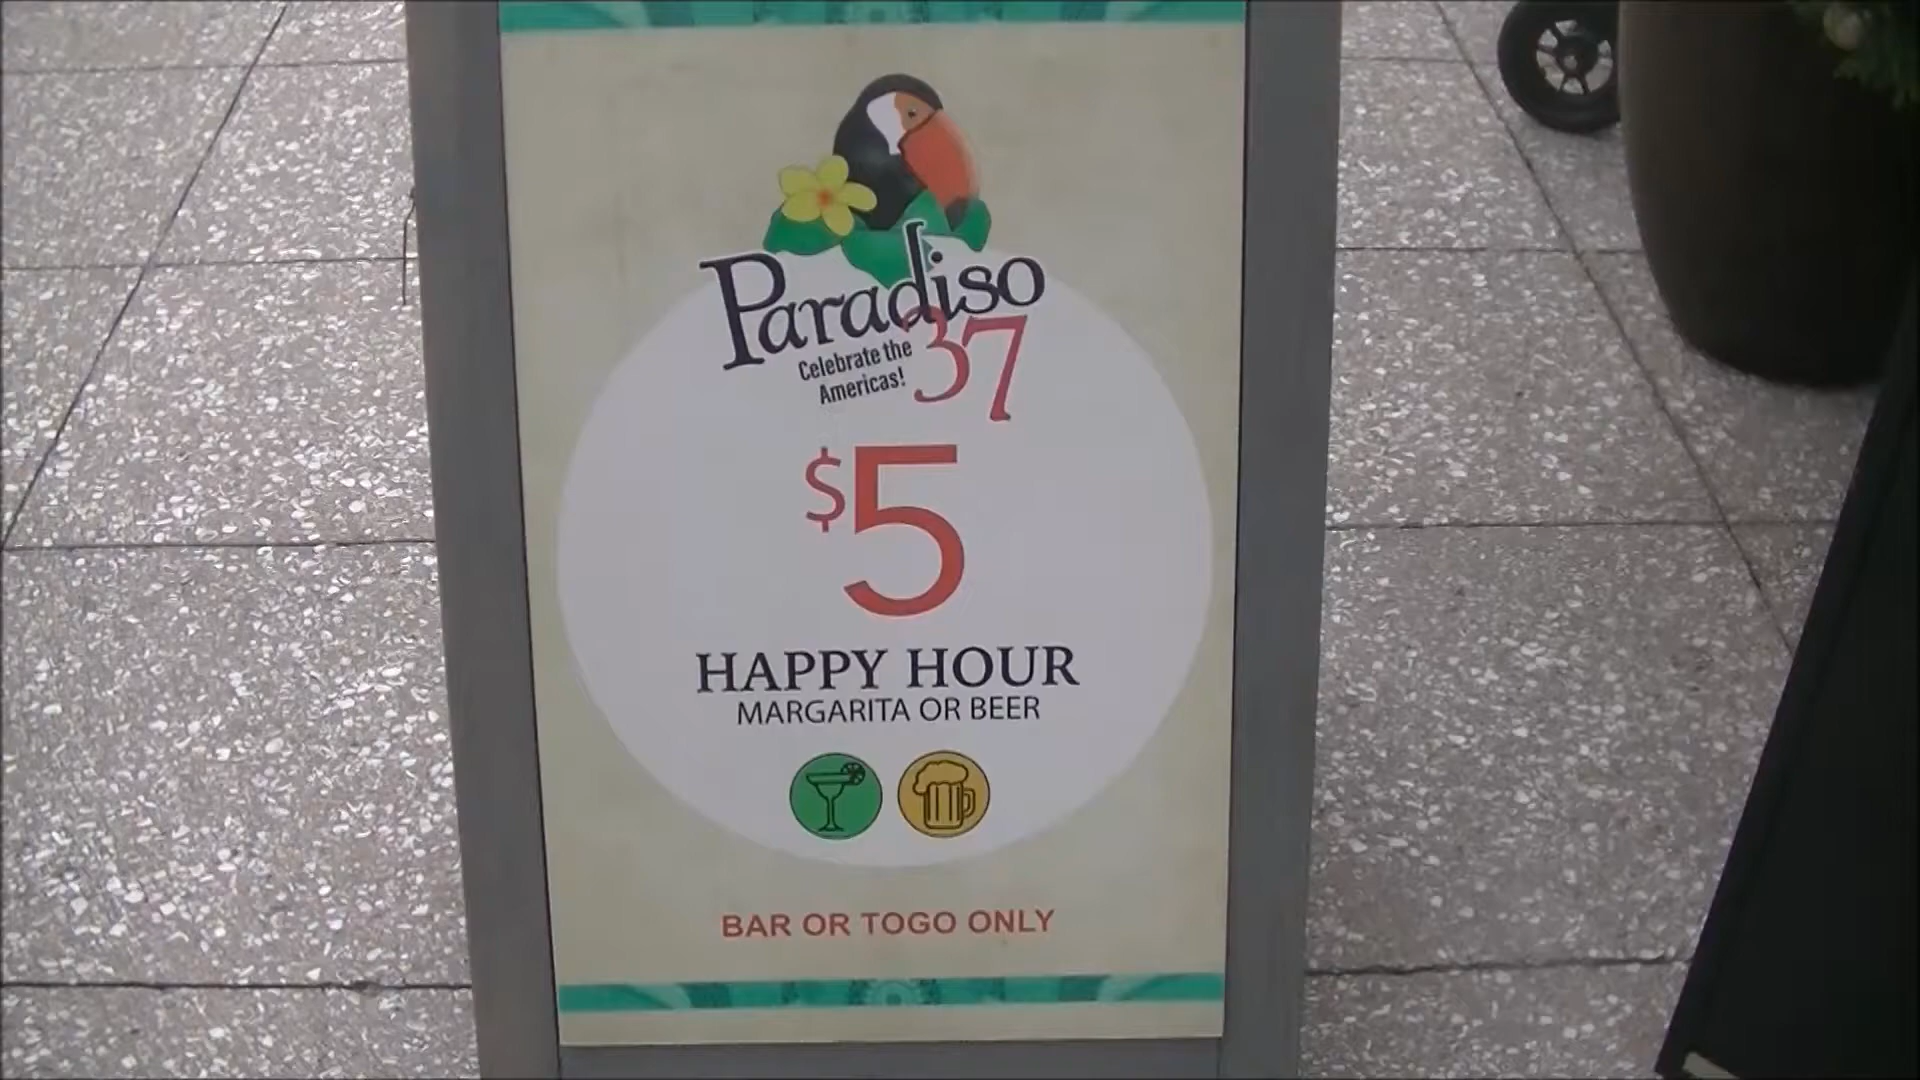 Paradiso
37
Celebrate the
Americas!
$5
HAPPY HOUR
MARGARITA OR BEER
BAR OR TOGO ONLY